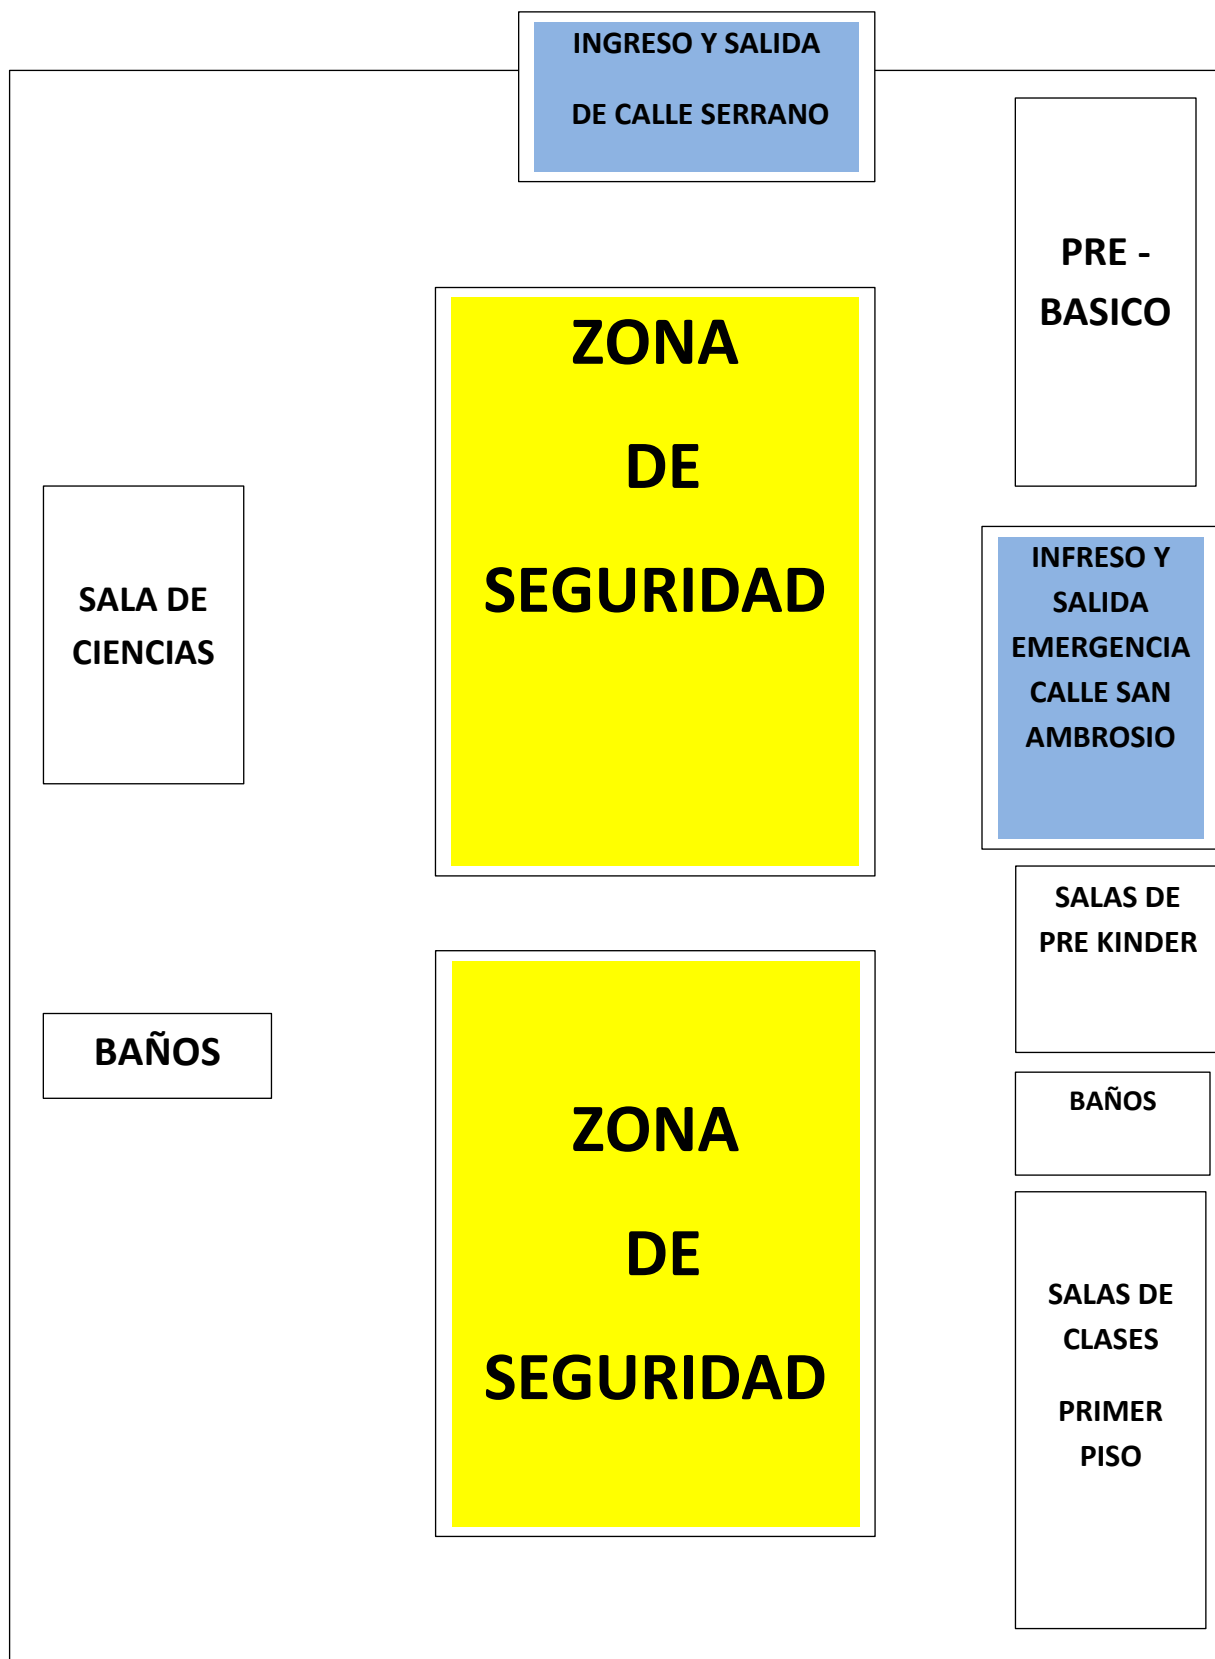 INGRESO Y SALIDA
DE CALLE SERRANO
PRE -
BASICO
ZONA
DE
SEGURIDAD
SALA DE
CIENCIAS
INFRESO Y
SALIDA
EMERGENCIA
CALLE SAN
AMBROSIO
SALAS DE
PRE KINDER
BAÑOS
ZONA
DE
SEGURIDAD
BAÑOS
SALAS DE
CLASES
PRIMER
PISO